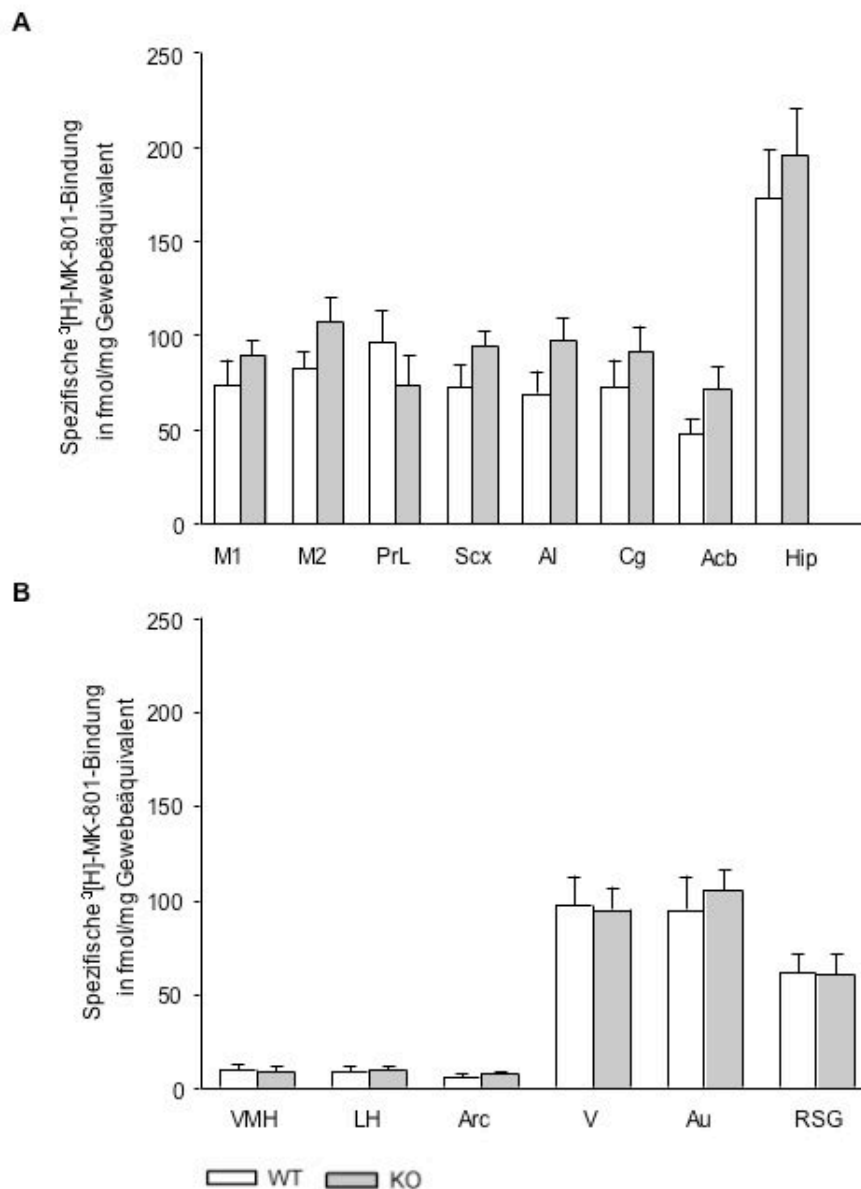 A
Spezifische ³[H]-MK-801-Bindung
in fmol/mg Gewebeäquivalent
250
200
150
100
50
0
M1 M2 PrL Scx AI Cg Acb Hip
B
Spezifische ³[H]-MK-801-Bindung
in fmol/mg Gewebeäquivalent
250
200
150
100
50
0
VMH LH Arc V Au RSG
WT KO